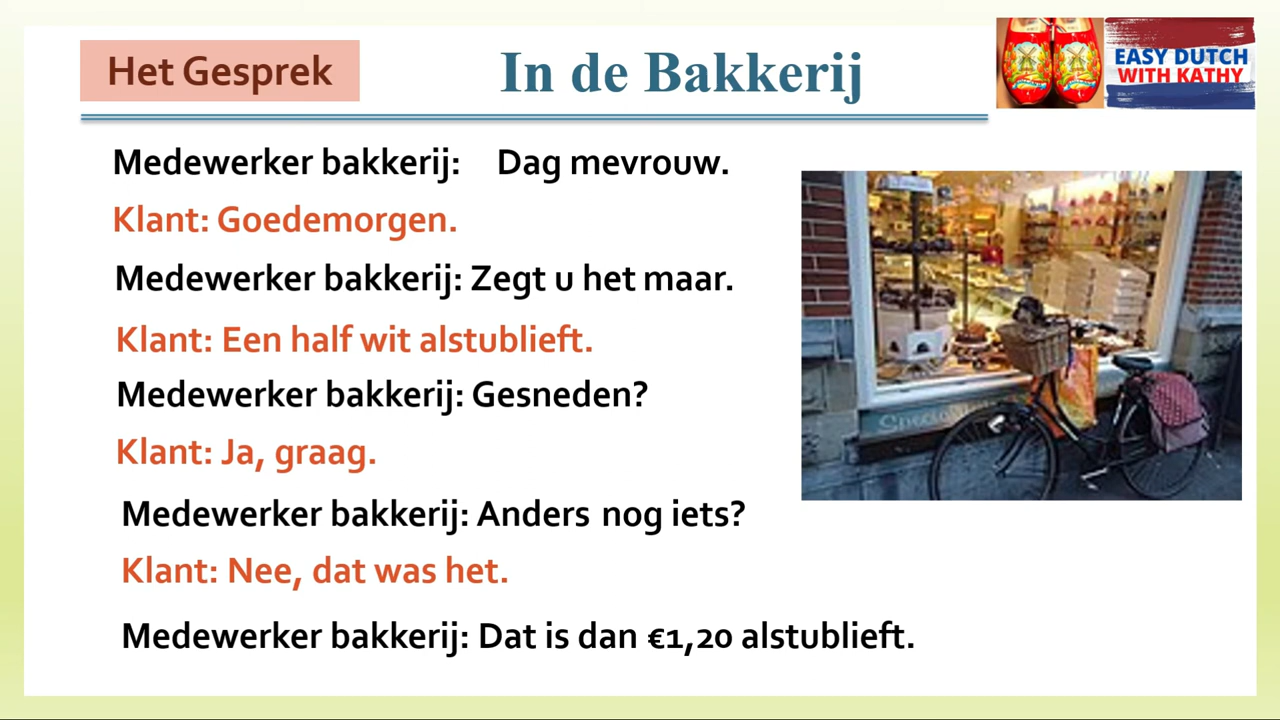 Het Gesprek
In de Bakkerij
EASY DUTCH
WITH KATHY
Medewerker bakkerij: Dag mevrouw.
Klant: Goedemorgen.
Medewerker bakkerij: Zegt u het maar.
Klant: Een half wit alstublieft.
Medewerker bakkerij: Gesneden?
Klant: Ja, graag.
Medewerker bakkerij: Anders nog iets?
Klant: Nee, dat was het.
Medewerker bakkerij: Dat is dan €1,20 alstublieft.